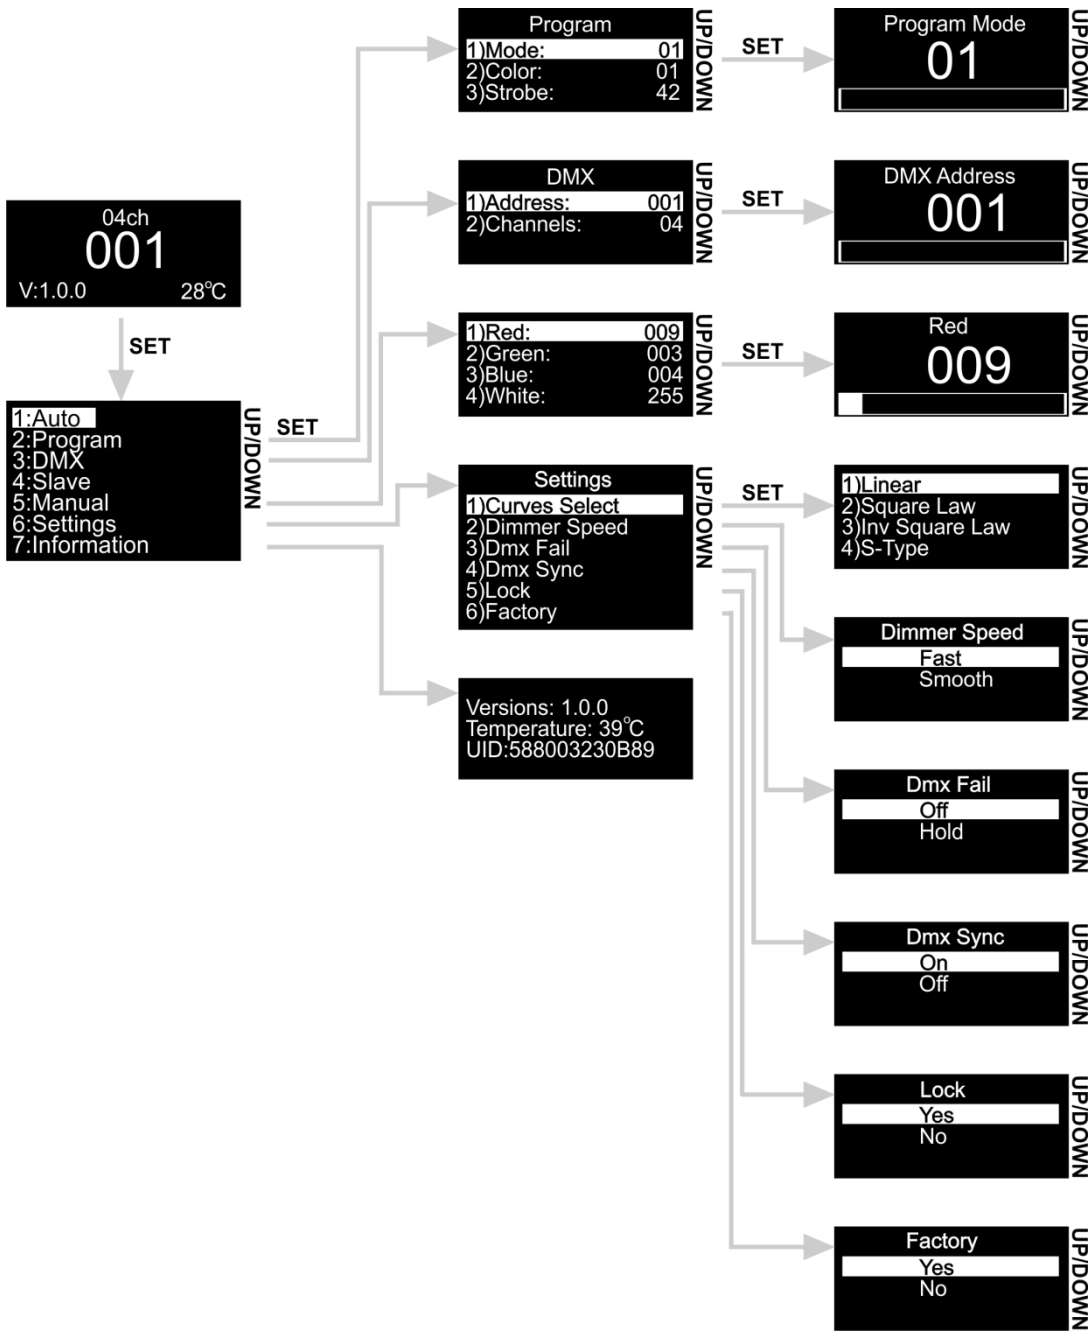 04ch
001
V:1.0.0 28°C
SET
1:Auto
2:Program
3:DMX
4:Slave
5:Manual
6:Settings
7:Information
UP/DOWN
SET
Program
1)Mode: 01
2)Color: 01
3)Strobe: 42
UP/DOWN
SET
Program Mode
01
UP/DOWN
DMX
1)Address: 001
2)Channels: 04
UP/DOWN
SET
DMX Address
001
UP/DOWN
1)Red: 009
2)Green: 003
3)Blue: 004
4)White: 255
UP/DOWN
SET
Red
009
UP/DOWN
Settings
1)Curves Select
2)Dimmer Speed
3)Dmx Fail
4)Dmx Sync
5)Lock
6)Factory
UP/DOWN
SET
1)Linear
2)Square Law
3)Inv Square Law
4)S-Type
UP/DOWN
Dimmer Speed
Fast
Smooth
UP/DOWN
Dmx Fail
Off
Hold
UP/DOWN
Dmx Sync
On
Off
UP/DOWN
Lock
Yes
No
UP/DOWN
Factory
Yes
No
UP/DOWN
Versions: 1.0.0
Temperature: 39°C
UID:588003230B89